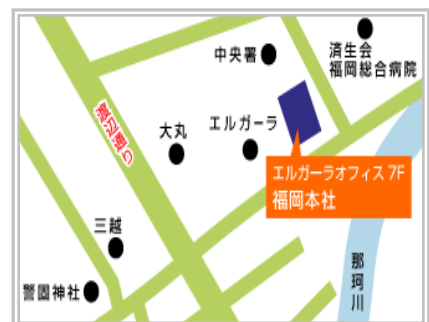 中央署
済生会
福岡総合病院
渡辺通り
大丸
エルガーラ
エルガーラオフィス 7F
福岡本社
三越
警固神社
那珂川